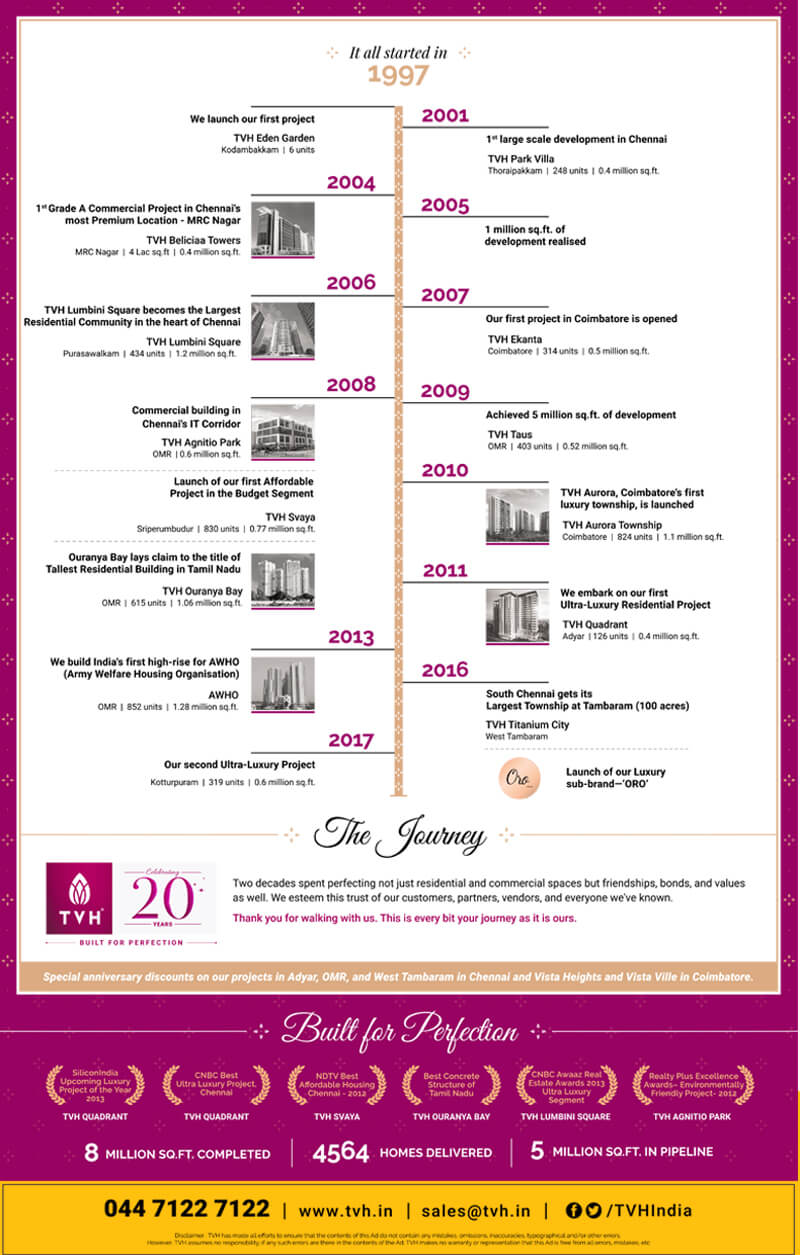 It all started in
1997
We launch our first project
TVH Eden Garden
Kodambakkam | 6 units
2001
1st large scale development in Chennai
TVH Park Villa
Thoraipakkam | 248 units | 0.4 million sq.ft.
2004
1st Grade A Commercial Project in Chennai's
most Premium Location - MRC Nagar
TVH Beliciaa Towers
MRC Nagar | 4 Lac sq.ft | 0.4 million sq.ft.
2005
1 million sq.ft. of
development realised
2006
TVH Lumbini Square becomes the Largest
Residential Community in the heart of Chennai
TVH Lumbini Square
Purasawalkam | 434 units | 1.2 million sq.ft.
2007
Our first project in Coimbatore is opened
TVH Ekanta
Coimbatore | 314 units | 0.5 million sq.ft.
2008
Commercial building in
Chennai's IT Corridor
TVH Agnitio Park
OMR | 0.6 million sq.ft.
Launch of our first Affordable
Project in the Budget Segment
TVH Svaya
Sriperumbudur | 830 units | 0.77 million sq.ft.
Ouranya Bay lays claim to the title of
Tallest Residential Building in Tamil Nadu
TVH Ouranya Bay
OMR | 615 units | 1.06 million sq.ft.
2009
Achieved 5 million sq.ft. of development
TVH Taus
OMR | 403 units | 0.52 million sq.ft.
2010
TVH Aurora, Coimbatore's first
luxury township, is launched
TVH Aurora Township
Coimbatore | 824 units | 1.1 million sq.ft.
2011
We embark on our first
Ultra-Luxury Residential Project
TVH Quadrant
Adyar | 126 units | 0.4 million sq.ft.
2013
We build India's first high-rise for AWHO
(Army Welfare Housing Organisation)
AWHO
OMR | 852 units | 1.28 million sq.ft.
2016
South Chennai gets its
Largest Township at Tambaram (100 acres)
TVH Titanium City
West Tambaram
Oro_
Launch of our Luxury
sub-brand—'ORO'
2017
Our second Ultra-Luxury Project
Kotturpuram | 319 units | 0.6 million sq.ft.
The Journey
TVH
Celebrating
20
YEARS
BUILT FOR PERFECTION
Two decades spent perfecting not just residential and commercial spaces but friendships, bonds, and values
as well. We esteem this trust of our customers, partners, vendors, and everyone we've known.
Thank you for walking with us. This is every bit your journey as it is ours.
Special anniversary discounts on our projects in Adyar, OMR, and West Tambaram in Chennai and Vista Heights and Vista Ville in Coimbatore.
Built for Perfection
SiliconIndia
Upcoming Luxury
Project of the Year
2013
TVH QUADRANT
CNBC Best
Ultra Luxury Project,
Chennai
TVH QUADRANT
NDTV Best
Affordable Housing
Chennai - 2012
TVH SVAYA
Best Concrete
Structure of
Tamil Nadu
TVH OURANYA BAY
CNBC Awaaz Real
Estate Awards 2013
Ultra Luxury
Segment
TVH LUMBINI SQUARE
Realty Plus Excellence
Awards– Environmentally
Friendly Project- 2012
TVH AGNITIO PARK
8 MILLION SQ.FT. COMPLETED
4564 HOMES DELIVERED
5 MILLION SQ.FT. IN PIPELINE
044 7122 7122 | www.tvh.in | sales@tvh.in | /TVHIndia
Disclaimer : TVH has made all efforts to ensure that the contents of this Ad do not contain any mistakes, omissions, inaccuracies, typographical and/or other errors.
However, TVH assumes no responsibility, if any such errors are there in the contents of the Ad. TVH makes no warranty or representation that this Ad is free from all errors, mistakes, etc